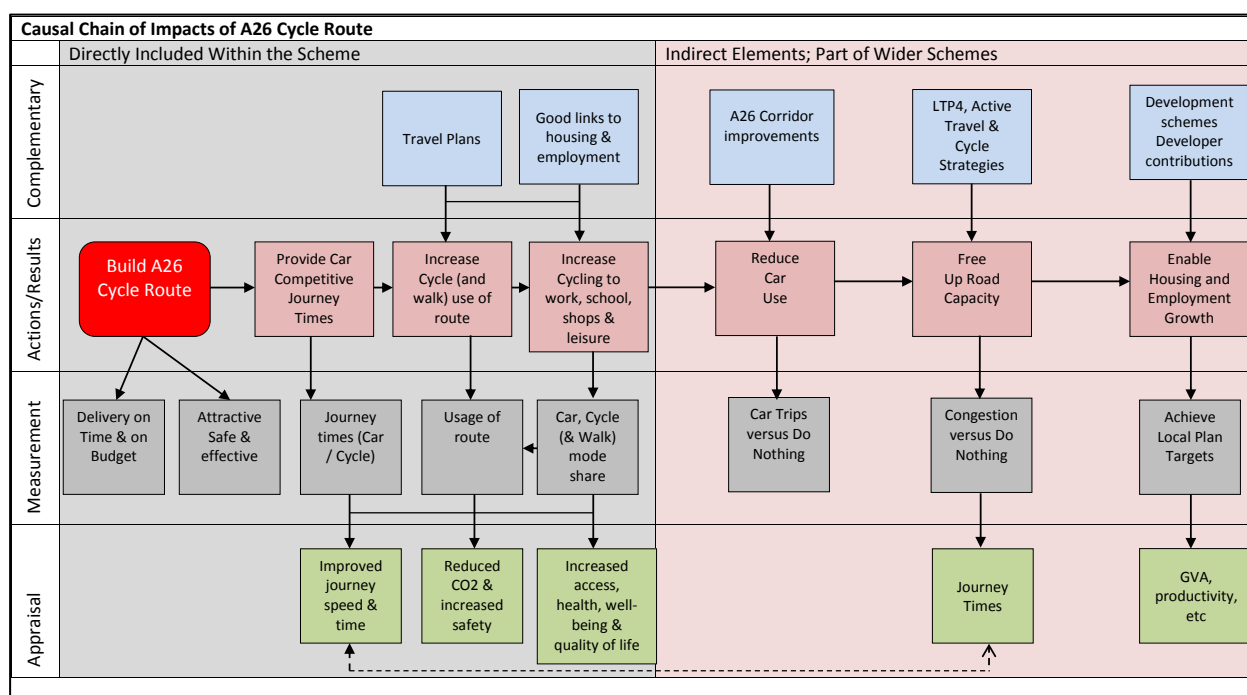 Causal Chain of Impacts of A26 Cycle Route
Directly Included Within the Scheme
Indirect Elements; Part of Wider Schemes
Complementary
Travel Plans
Good links to
housing &
employment
A26 Corridor
improvements
LTP4, Active
Travel &
Cycle
Strategies
Development
schemes
Developer
contributions
Actions/Results
Build A26
Cycle Route
Provide Car
Competitive
Journey
Times
Increase
Cycle (and
walk) use of
route
Increase
Cycling to
work, school,
shops &
leisure
Reduce
Car
Use
Free
Up Road
Capacity
Enable
Housing and
Employment
Growth
Measurement
Delivery on
Time & on
Budget
Attractive
Safe &
effective
Journey
times (Car
/ Cycle)
Usage of
route
Car, Cycle
(& Walk)
mode
share
Car Trips
versus Do
Nothing
Congestion
versus Do
Nothing
Achieve
Local Plan
Targets
Appraisal
Improved
journey
speed &
time
Reduced
CO2 &
increased
safety
Increased
access,
health, well-
being &
quality of life
Journey
Times
GVA,
productivity,
etc